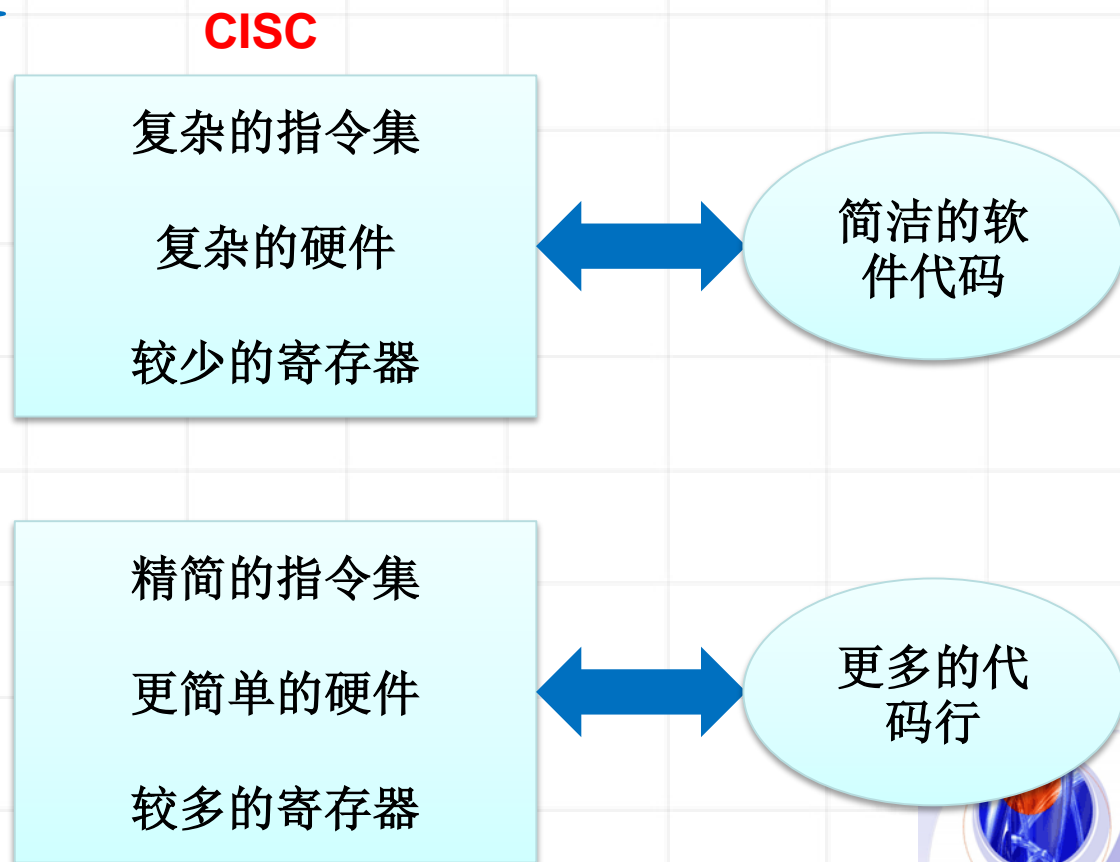 CISC
复杂的指令集
复杂的硬件
较少的寄存器
简洁的软
件代码
精简的指令集
更简单的硬件
较多的寄存器
更多的代
码行